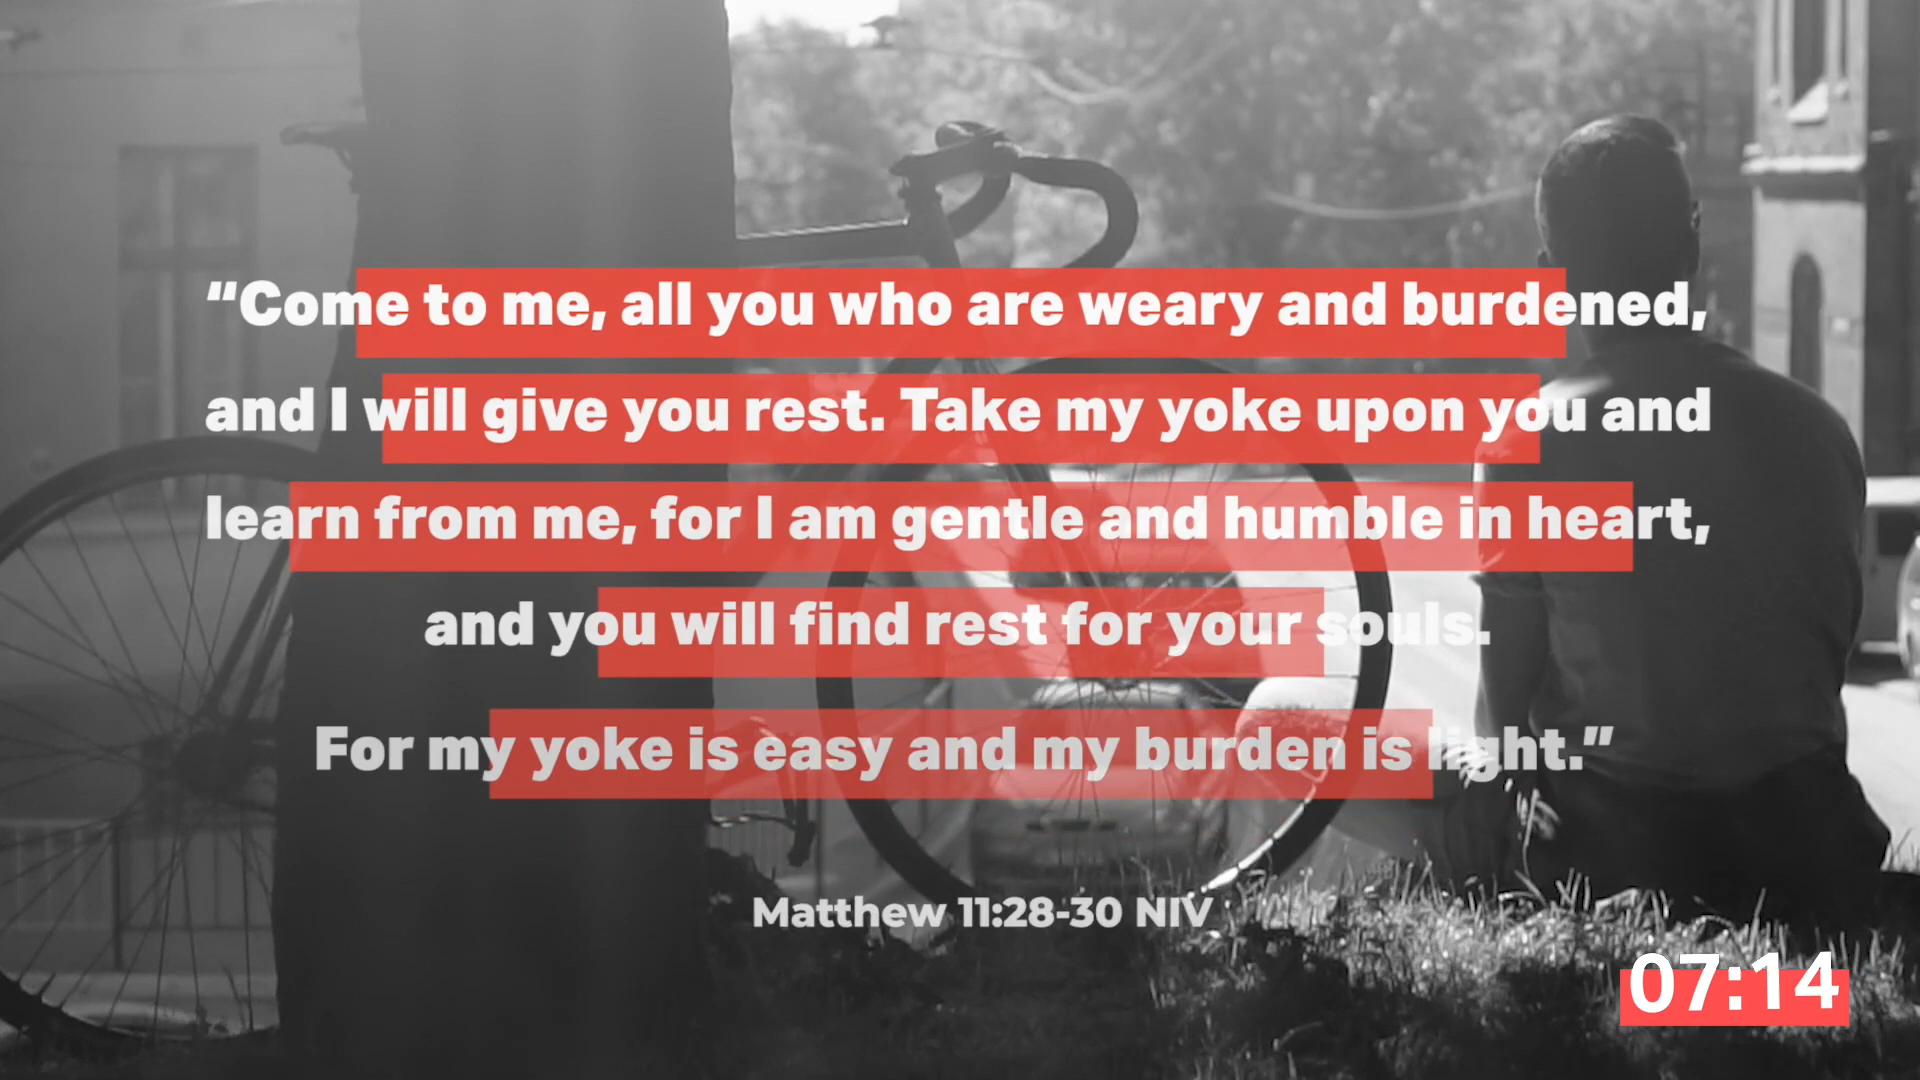 “Come to me, all you who are weary and burdened,
and I will give you rest. Take my yoke upon you and
learn from me, for I am gentle and humble in heart,
and you will find rest for your souls.
For my yoke is easy and my burden is light.”
Matthew 11:28-30 NIV
07:14